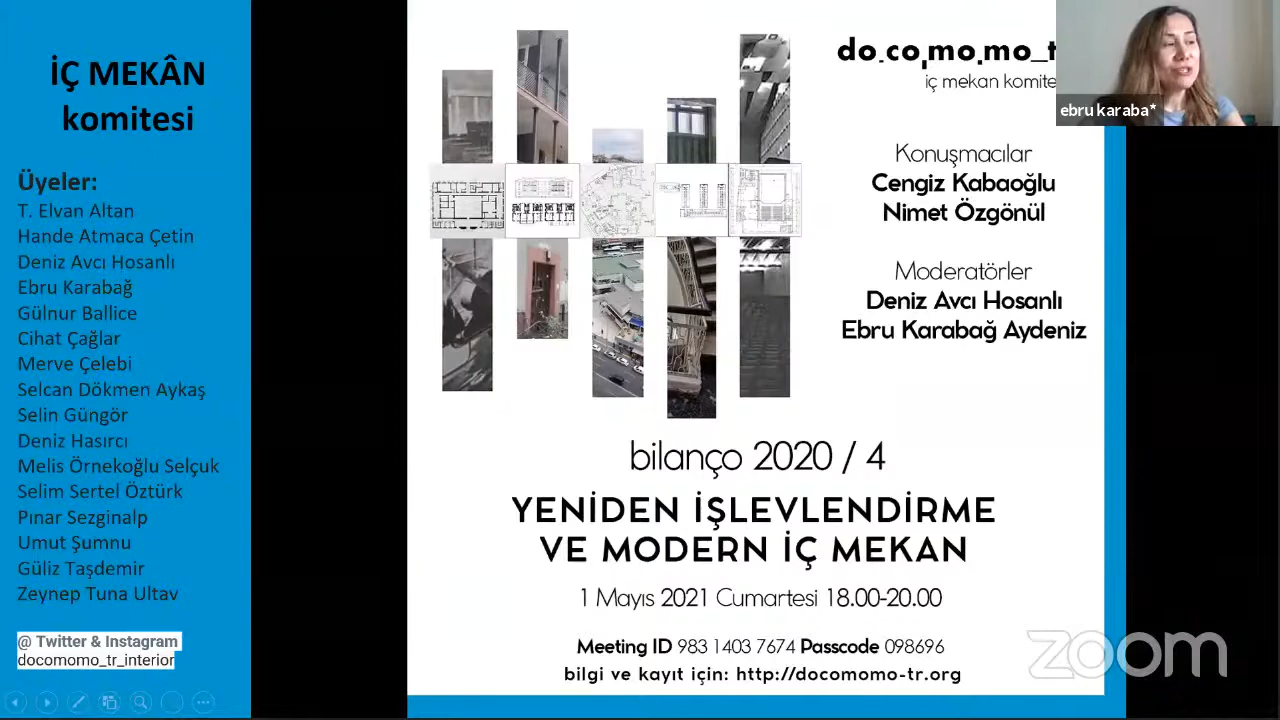 İÇ MEKÂN
komitesi
Üyeler:
T. Elvan Altan
Hande Atmaca Çetin
Deniz Avcı Hosanlı
Ebru Karabağ
Gülnur Ballice
Cihat Çağlar
Merve Çelebi
Selcan Dökmen Aykaş
Selin Güngör
Deniz Hasırcı
Melis Örnekoğlu Selçuk
Selim Sertel Öztürk
Pınar Sezginalp
Umut Şumnu
Güliz Taşdemir
Zeynep Tuna Ultav
@ Twitter & Instagram
docomomo_tr_interior
do.co.mo.mo_t
iç mekan komite
ebru karaba*
Konuşmacılar
Cengiz Kabaoğlu
Nimet Özgönül
Moderatörler
Deniz Avcı Hosanlı
Ebru Karabağ Aydeniz
bilanço 2020 / 4
YENİDEN İŞLEVLENDİRME
VE MODERN İÇ MEKAN
1 Mayıs 2021 Cumartesi 18.00-20.00
Meeting ID 983 1403 7674 Passcode 098696
bilgi ve kayıt için: http://docomomo-tr.org
zoom